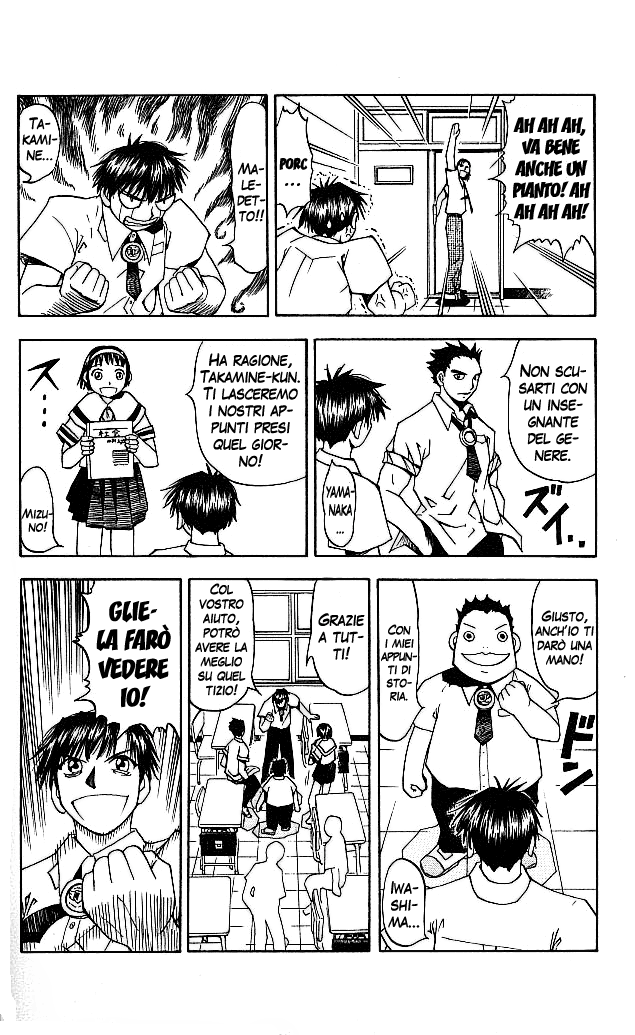 AH AH AH,
VA BENE
ANCHE UN
PIANTO! AH
AH AH AH!
PORC
...
MA-
LE-
DET-
TO!!
TA-
KAMI-
NE...
NON SCU-
SARTI CON
UN INSE-
GNANTE
DEL GE-
NERE.
ズイ..
YAMA-
NAKA
...
HA RAGIONE,
TAKAMINE-KUN.
TI LASCEREMO
I NOSTRI AP-
PUNTI PRESI
QUEL GIOR-
NO!
ス...
MIZU-
NO!
GIUSTO,
ANCH'IO TI
DARÒ UNA
MANO!
CON
I MIEI
APPUN-
TI DI
STO-
RIA.
ドン
IWA-
SHI-
MA...
GRAZIE
A TUT-
TI!
COL
VOSTRO
AIUTO,
POTRÒ
AVERE LA
MEGLIO
SU QUEL
TIZIO!
GLIE-
LA FARÒ
VEDERE
IO!